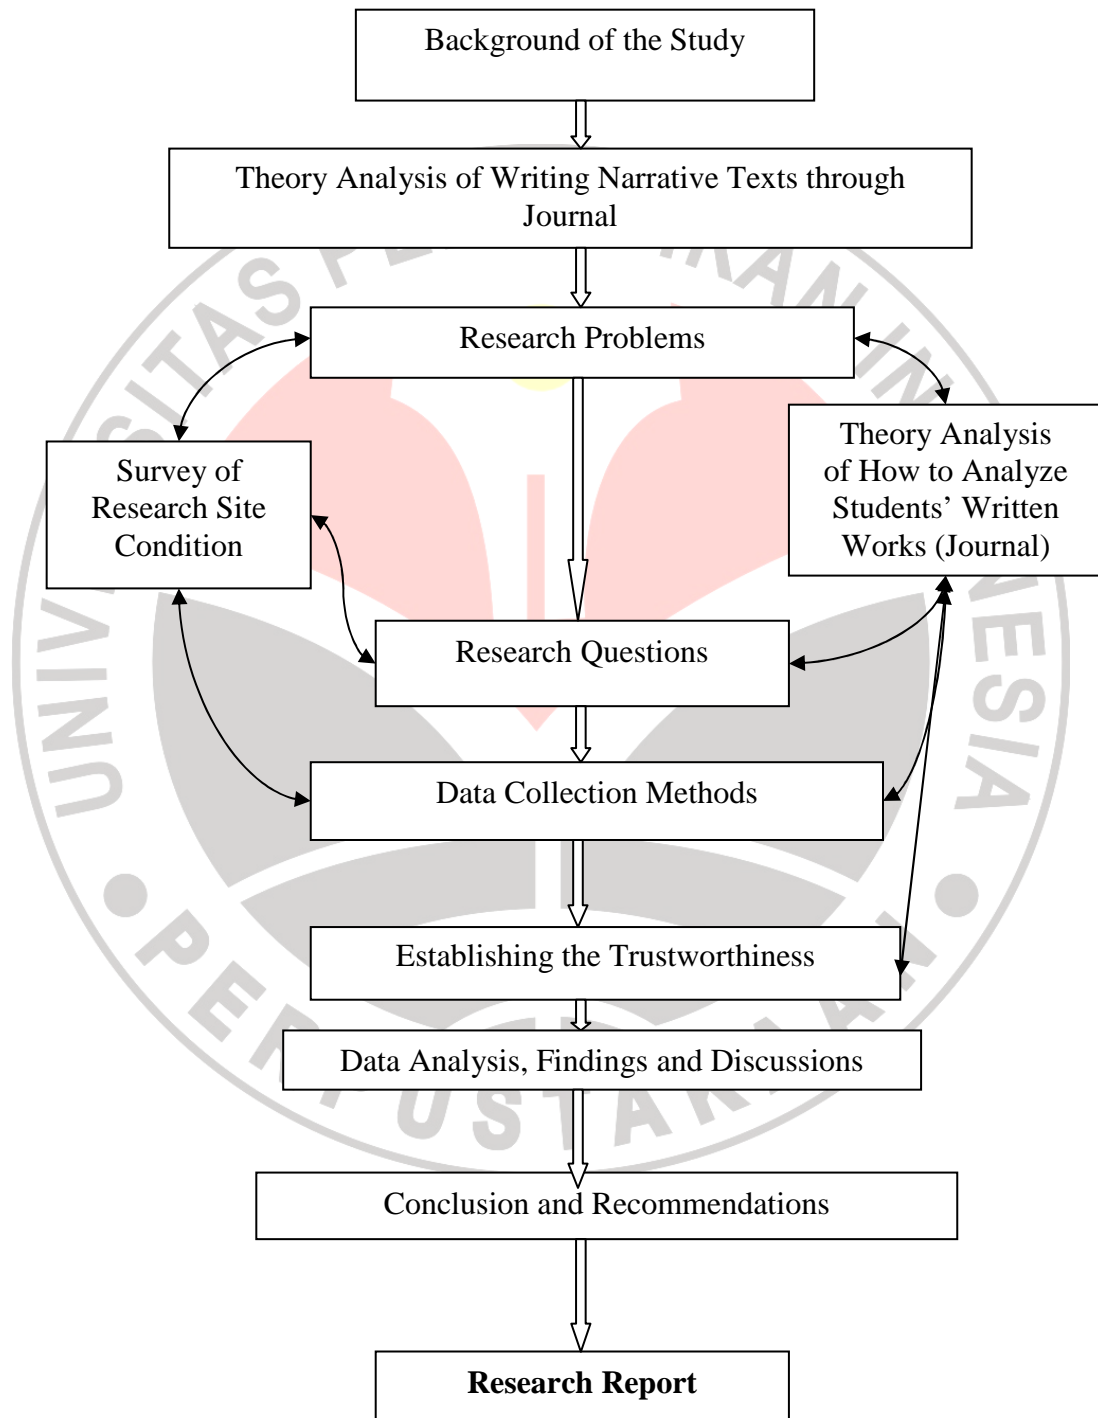 Background of the Study
Theory Analysis of Writing Narrative Texts through
Journal
Research Problems
Survey of
Research Site
Condition
Theory Analysis
of How to Analyze
Students’ Written
Works (Journal)
Research Questions
Data Collection Methods
Establishing the Trustworthiness
Data Analysis, Findings and Discussions
Conclusion and Recommendations
Research Report
PERPUSTAKAAN